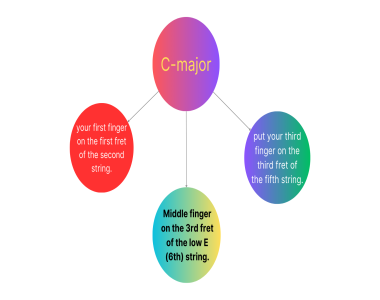 C-major
your first finger
on the first fret
of the second
string.
put your third
finger on the
third fret of
the fifth string.
Middle finger
on the 3rd fret
of the low E
(6th) string.